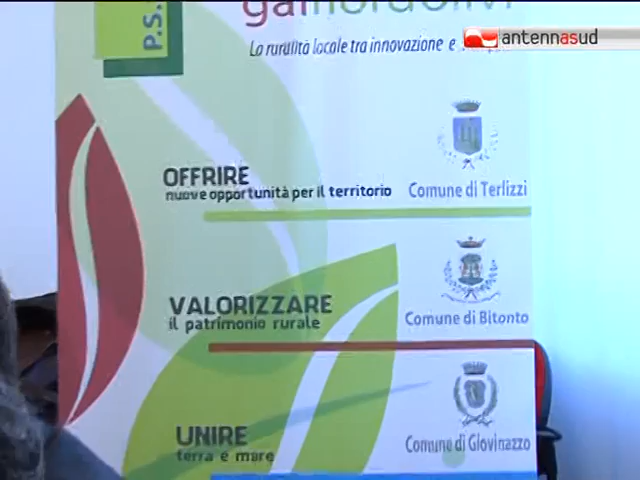 P.S.
La ruralità locale tra innovazione e
antennasud
OFFRIRE
nuove opportunità per il territorio
Comune di Terlizzi
VALORIZZARE
il patrimonio rurale
Comune di Bitonto
UNIRE
terra e mare
Comune di Giovinazzo